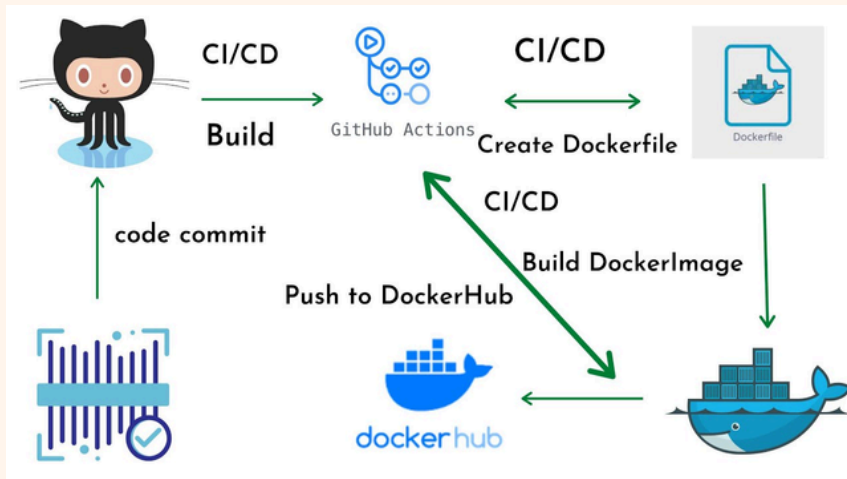 CI/CD
Build
GitHub Actions
CI/CD
Create Dockerfile
Dockerfile
code commit
CI/CD
Build DockerImage
Push to DockerHub
dockerhub